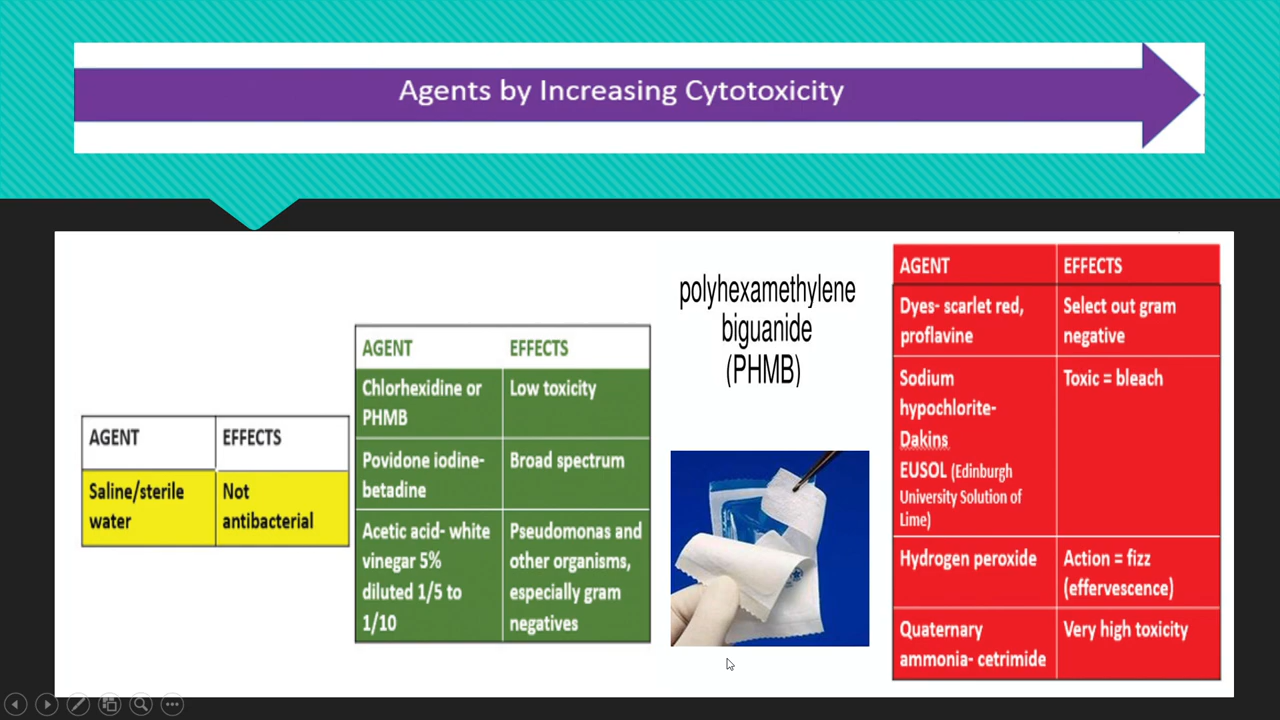 Agents by Increasing Cytotoxicity
AGENT EFFECTS
Saline/sterile Not
water antibacterial
AGENT EFFECTS
Chlorhexidine or Low toxicity
PHMB
Povidone iodine- Broad spectrum
betadine
Acetic acid- white Pseudomonas and
vinegar 5% other organisms,
diluted 1/5 to especially gram
1/10 negatives
polyhexamethylene
biguanide
(PHMB)
AGENT EFFECTS
Dyes- scarlet red, Select out gram
proflavine negative
Sodium Toxic = bleach
hypochlorite-
Dakins
EUSOL (Edinburgh
University Solution of
Lime)
Hydrogen peroxide Action = fizz
(effervescence)
Quaternary Very high toxicity
ammonia- cetrimide